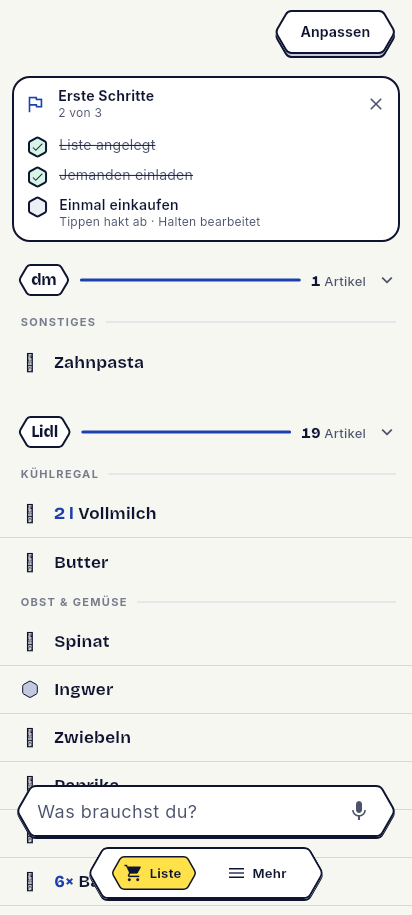 Anpassen
Erste Schritte
2 von 3
Liste angelegt
Jemanden einladen
Einmal einkaufen
Tippen hakt ab · Halten bearbeitet
dm
1 Artikel
SONSTIGES
Zahnpasta
Lidl
19 Artikel
KÜHLREGAL
2 l Vollmilch
Butter
OBST & GEMÜSE
Spinat
Ingwer
Zwiebeln
Paprika
Was brauchst du?
6×
Liste
Mehr